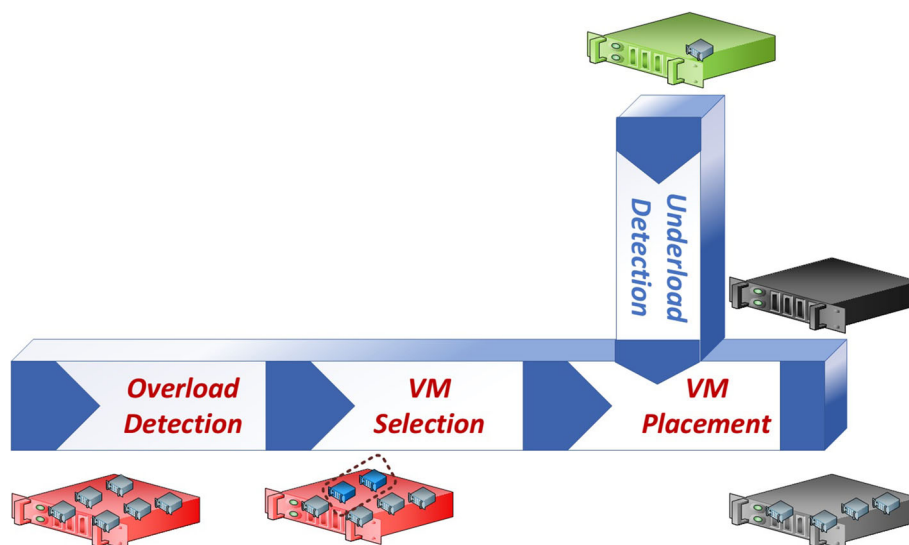 Underload
Detection
Overload
Detection
VM
Selection
VM
Placement